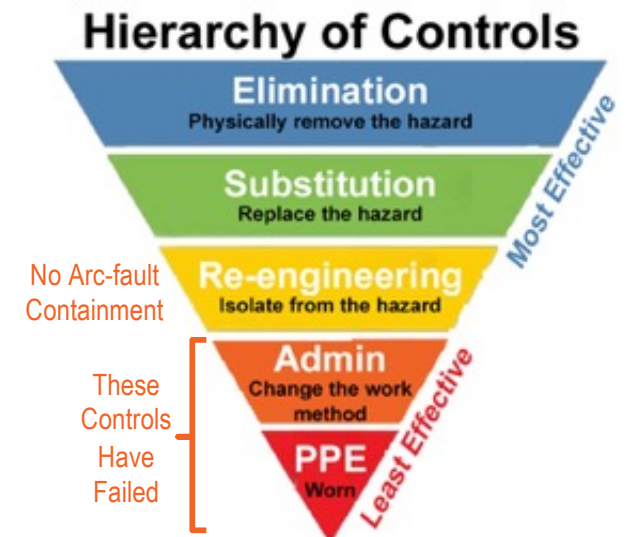 Hierarchy of Controls
Elimination
Physically remove the hazard
Substitution
Replace the hazard
Most Effective
No Arc-fault
Containment
Re-engineering
Isolate from the hazard
These
Controls
Have
Failed
Admin
Change the work
method
PPE
Worn
Least Effective